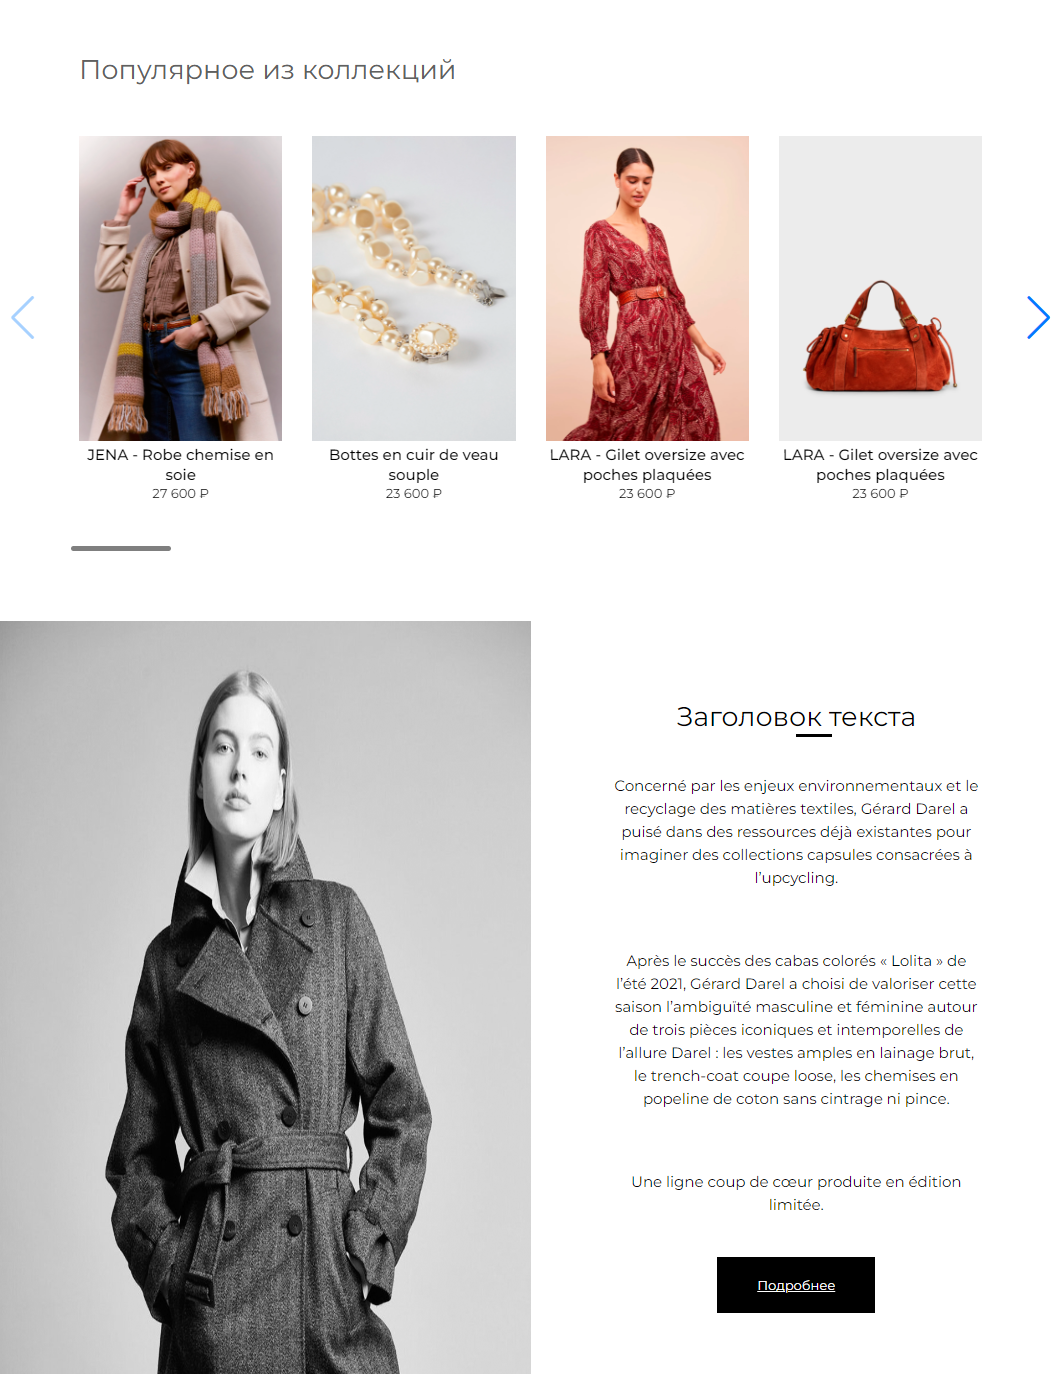 Популярное из коллекций
JENA - Robe chemise en
soie
27 600 ₽
Bottes en cuir de veau
souple
23 600 ₽
LARA - Gilet oversize avec
poches plaquées
23 600 ₽
LARA - Gilet oversize avec
poches plaquées
23 600 ₽
Заголовок текста
Concerné par les enjeux environnementaux et le
recyclage des matières textiles, Gérard Darel a
puisé dans des ressources déjà existantes pour
imaginer des collections capsules consacrées à
l’upcycling.
Après le succès des cabas colorés « Lolita » de
l’été 2021, Gérard Darel a choisi de valoriser cette
saison l’ambiguïté masculine et féminine autour
de trois pièces iconiques et intemporelles de
l’allure Darel : les vestes amples en lainage brut,
le trench-coat coupe loose, les chemises en
popeline de coton sans cintrage ni pince.
Une ligne coup de cœur produite en édition
limitée.
Подробнее